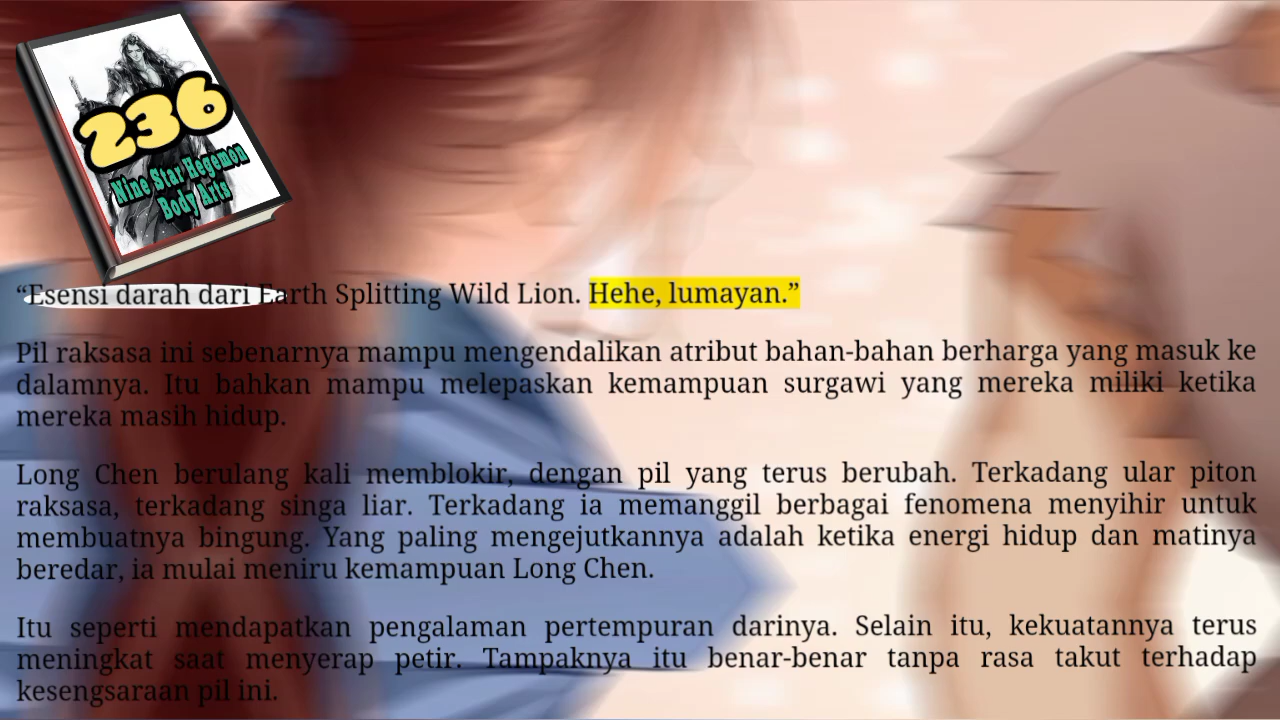 236
Nine Star Hegemon
Body Arts
“Esensi darah dari Earth Splitting Wild Lion. Hehe, lumayan.”
Pil raksasa ini sebenarnya mampu mengendalikan atribut bahan-bahan berharga yang masuk ke
dalamnya. Itu bahkan mampu melepaskan kemampuan surgawi yang mereka miliki ketika
mereka masih hidup.
Long Chen berulang kali memblokir, dengan pil yang terus berubah. Terkadang ular piton
raksasa, terkadang singa liar. Terkadang ia memanggil berbagai fenomena menyihir untuk
membuatnya bingung. Yang paling mengejutkannya adalah ketika energi hidup dan matinya
beredar, ia mulai meniru kemampuan Long Chen.
Itu seperti mendapatkan pengalaman pertempuran darinya. Selain itu, kekuatannya terus
meningkat saat menyerap petir. Tampaknya itu benar-benar tanpa rasa takut terhadap
kesengsaraan pil ini.